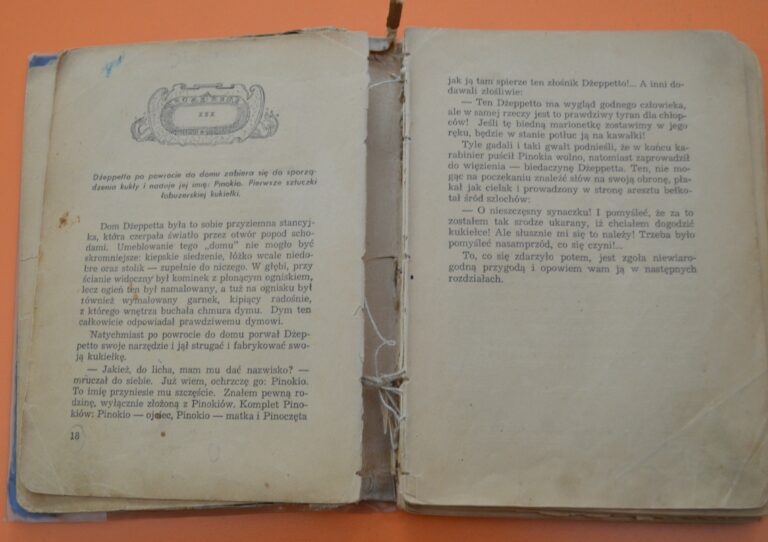 III
Dżeppetto po powrocie do domu zabiera się do sporzą-
dzenia kukły i nadaje jej imię: Pinokio. Pierwsze sztuczki
łobuzerskiej kukiełki.
Dom Dżeppetta była to sobie przyziemna stancyj-
ka, która czerpała światło przez otwór popod scho-
dami. Umeblowanie tego „domu” nie mogło być
skromniejsze: kiepskie siedzenie, łóżko wcale niedo-
bre oraz stolik — zupełnie do niczego. W głębi, przy
ścianie widoczny był kominek z płonącym ogniskiem,
lecz ogień ten był namalowany, a tuż na ognisku był
również wymalowany garnek, kipiący radośnie,
z którego wnętrza buchała chmura dymu. Dym ten
całkowicie odpowiadał prawdziwemu dymowi.
Natychmiast po powrocie do domu porwał Dżep-
petto swoje narzędzie i jął strugać i fabrykować swo-
ją kukiełkę.
— Jakież, do licha, mam mu dać nazwisko? —
mruczał do siebie. Już wiem, ochrzczę go: Pinokio.
To imię przyniesie mu szczęście. Znałem pewną ro-
dzinę, wyłącznie złożoną z Pinokiów. Komplet Pino-
kiów: Pinokio — ojciec, Pinokio — matka i Pinoczęta
18
jak ją tam spierze ten złośnik Dżeppetto!... A inni do-
dawali złośliwie:
— Ten Dżeppetto ma wygląd godnego człowieka,
ale w samej rzeczy jest to prawdziwy tyran dla chłop-
ców! Jeśli tę biedną marionetkę zostawimy w jego
ręku, będzie w stanie potłuc ją na kawałki!
Tyle gadali i taki gwałt podnieśli, że w końcu ka-
rabinier puścił Pinokia wolno, natomiast zaprowadził
do więzienia — biedaczynę Dżeppetta. Ten, nie mo-
gąc na poczekaniu znaleźć słów na swoją obronę, pła-
kał jak cielak i prowadzony w stronę aresztu bełko-
tał śród szlochów:
— O nieszczęsny synaczku! I pomyśleć, że za to
zostałem tak srodze ukarany, iż chciałem dogodzić
kukiełce! Ale słusznie mi się to należy! Trzeba było
pomyśleć nasamprzód, co się czyni!...
To, co się zdarzyło potem, jest zgoła niewiaro-
godną przygodą i opowiem wam ją w następnych
rozdziałach.